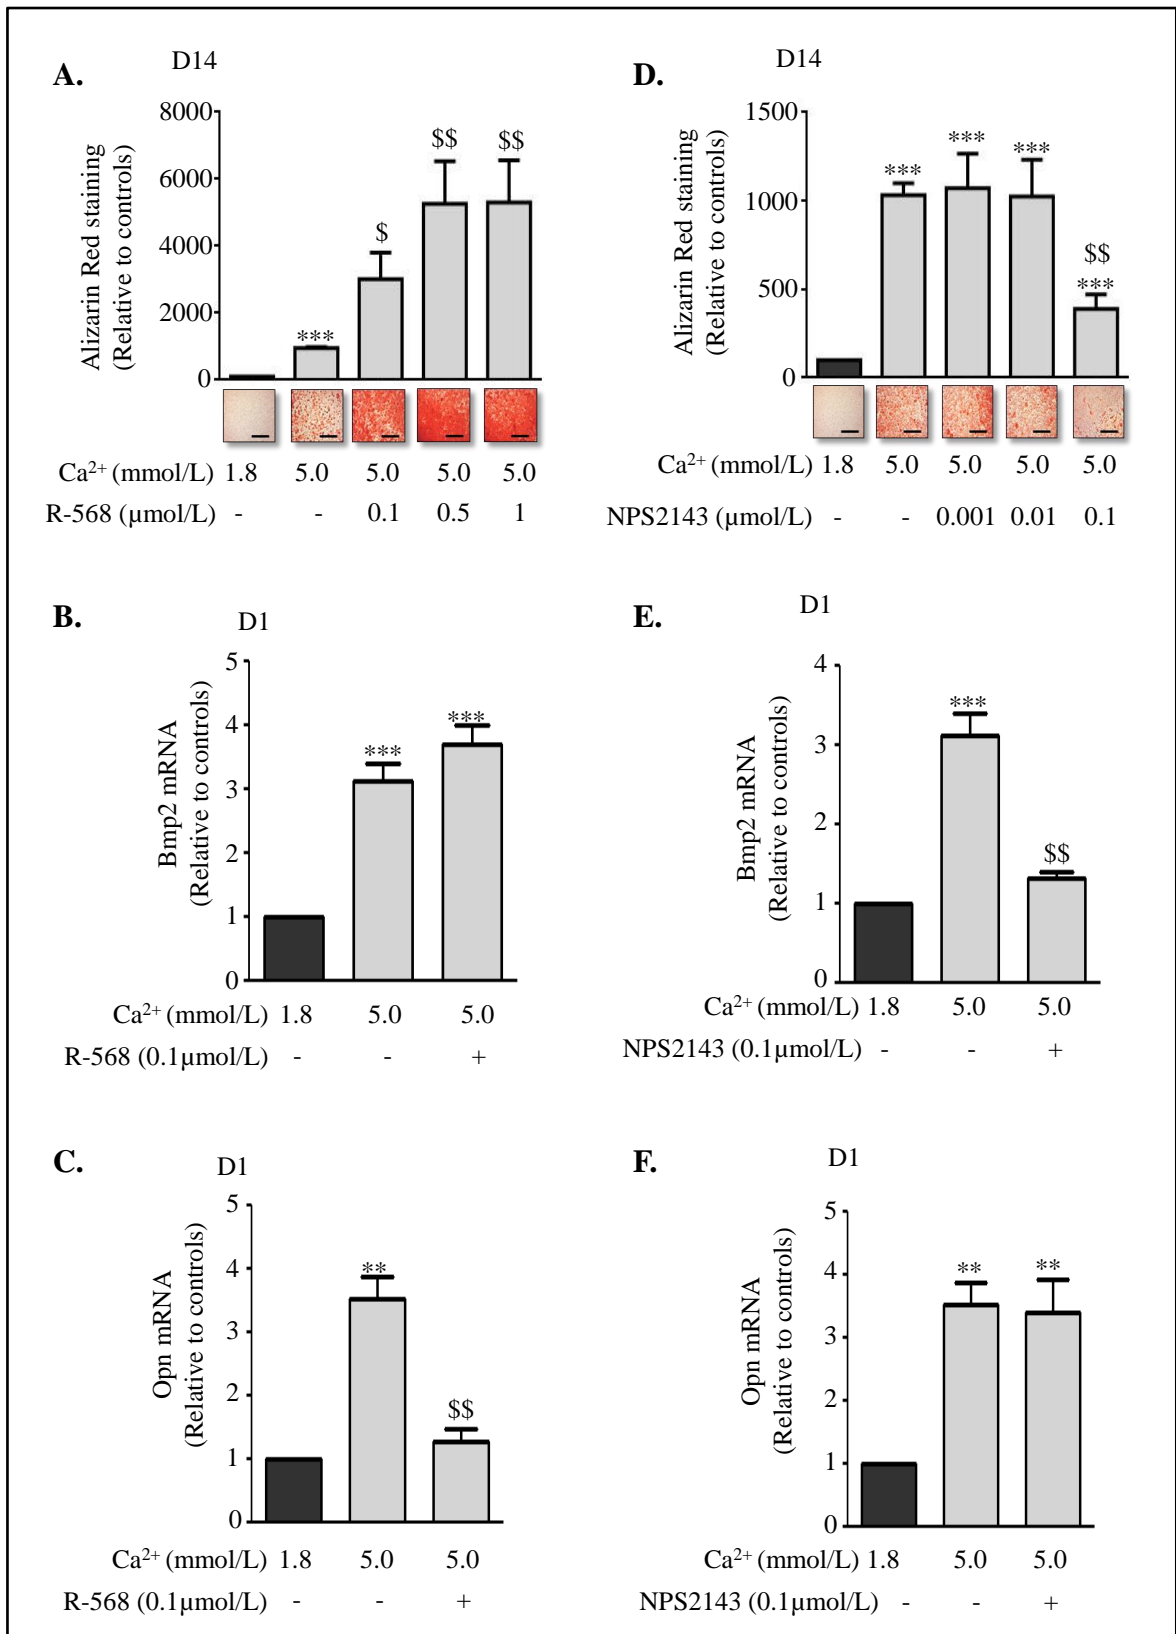 A.
D14
Alizarin Red staining
(Relative to controls)
8000
6000
4000
2000
0
***
$
$$
$$
Ca²⁺ (mmol/L) 1.8 5.0 5.0 5.0 5.0
R-568 (µmol/L) - - 0.1 0.5 1
B.
D1
Bmp2 mRNA
(Relative to controls)
5
4
3
2
1
0
***
***
Ca²⁺ (mmol/L) 1.8 5.0 5.0
R-568 (0.1µmol/L) - - +
C.
D1
Opn mRNA
(Relative to controls)
5
4
3
2
1
0
**
$$
Ca²⁺ (mmol/L) 1.8 5.0 5.0
R-568 (0.1µmol/L) - - +
D.
D14
Alizarin Red staining
(Relative to controls)
1500
1000
500
0
***
***
***
$$
***
Ca²⁺ (mmol/L) 1.8 5.0 5.0 5.0 5.0
NPS2143 (µmol/L) - - 0.001 0.01 0.1
E.
D1
Bmp2 mRNA
(Relative to controls)
4
3
2
1
0
***
$$
Ca²⁺ (mmol/L) 1.8 5.0 5.0
NPS2143 (0.1µmol/L) - - +
F.
D1
Opn mRNA
(Relative to controls)
5
4
3
2
1
0
**
**
Ca²⁺ (mmol/L) 1.8 5.0 5.0
NPS2143 (0.1µmol/L) - - +